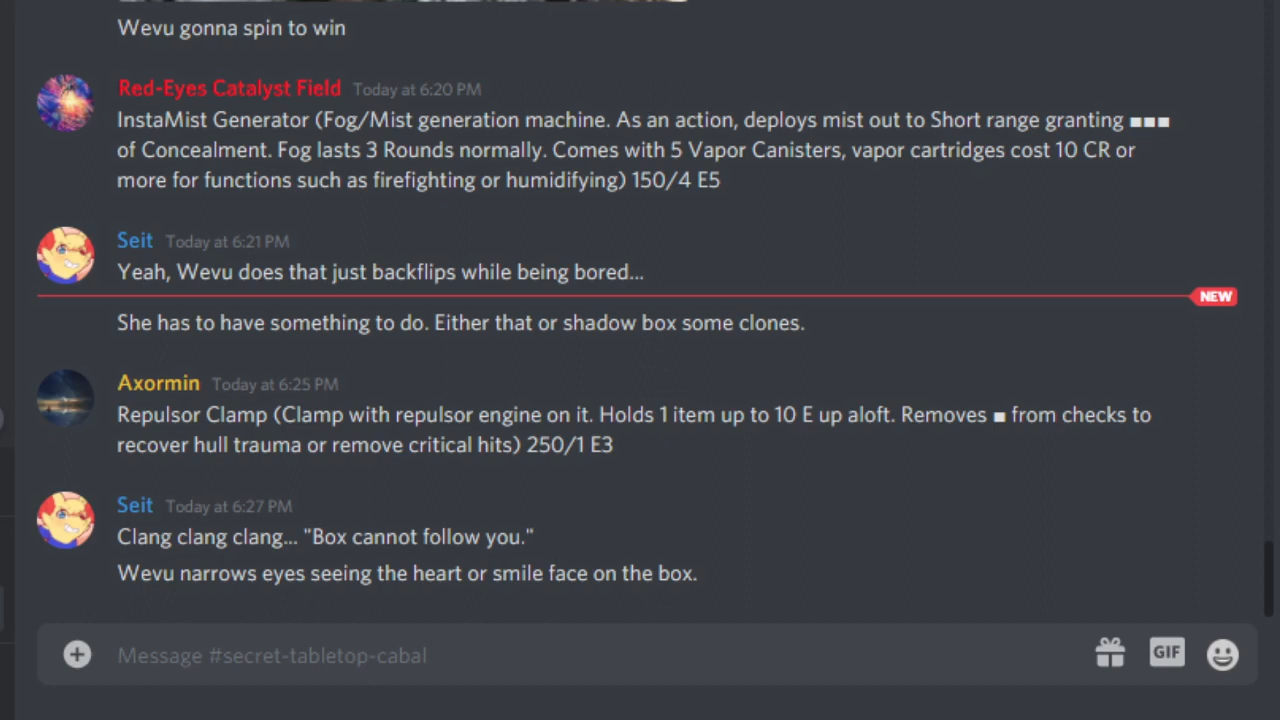 Wevu gonna spin to win
Red-Eyes Catalyst Field Today at 6:20 PM
InstaMist Generator (Fog/Mist generation machine. As an action, deploys mist out to Short range granting ■■■
of Concealment. Fog lasts 3 Rounds normally. Comes with 5 Vapor Canisters, vapor cartridges cost 10 CR or
more for functions such as firefighting or humidifying) 150/4 E5
Seit Today at 6:21 PM
Yeah, Wevu does that just backflips while being bored...
NEW
She has to have something to do. Either that or shadow box some clones.
Axormin Today at 6:25 PM
Repulsor Clamp (Clamp with repulsor engine on it. Holds 1 item up to 10 E up aloft. Removes ■ from checks to
recover hull trauma or remove critical hits) 250/1 E3
Seit Today at 6:27 PM
Clang clang clang... "Box cannot follow you."
Wevu narrows eyes seeing the heart or smile face on the box.
Message #secret-tabletop-cabal
GIF